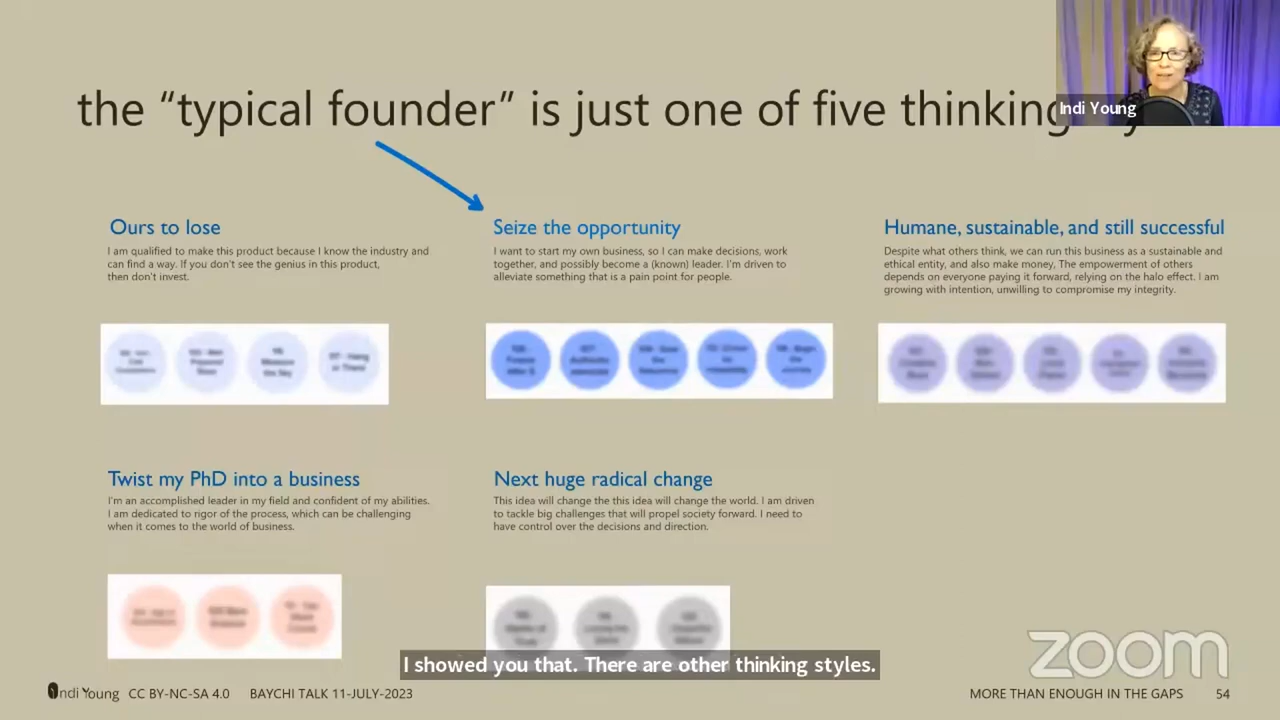 the “typical founder” is just one of five thinking
Indi Young
Ours to lose
I am qualified to make this product because I know the industry and
can find a way. If you don't see the genius in this product,
then don't invest.
Seize the opportunity
I want to start my own business, so I can make decisions, work
together, and possibly become a (known) leader. I'm driven to
alleviate something that is a pain point for people.
Humane, sustainable, and still successful
Despite what others think, we can run this business as a sustainable and
ethical entity, and also make money, The empowerment of others
depends on everyone paying it forward, relying on the halo effect. I am
growing with intention, unwilling to compromise my integrity.
Twist my PhD into a business
I'm an accomplished leader in my field and confident of my abilities.
I am dedicated to rigor of the process, which can be challenging
when it comes to the world of business.
Next huge radical change
This idea will change the this idea will change the world. I am driven
to tackle big challenges that will propel society forward. I need to
have control over the decisions and direction.
I showed you that. There are other thinking styles.
zoom
Indi Young CC BY-NC-SA 4.0 BAYCHI TALK 11-JULY-2023
MORE THAN ENOUGH IN THE GAPS 54